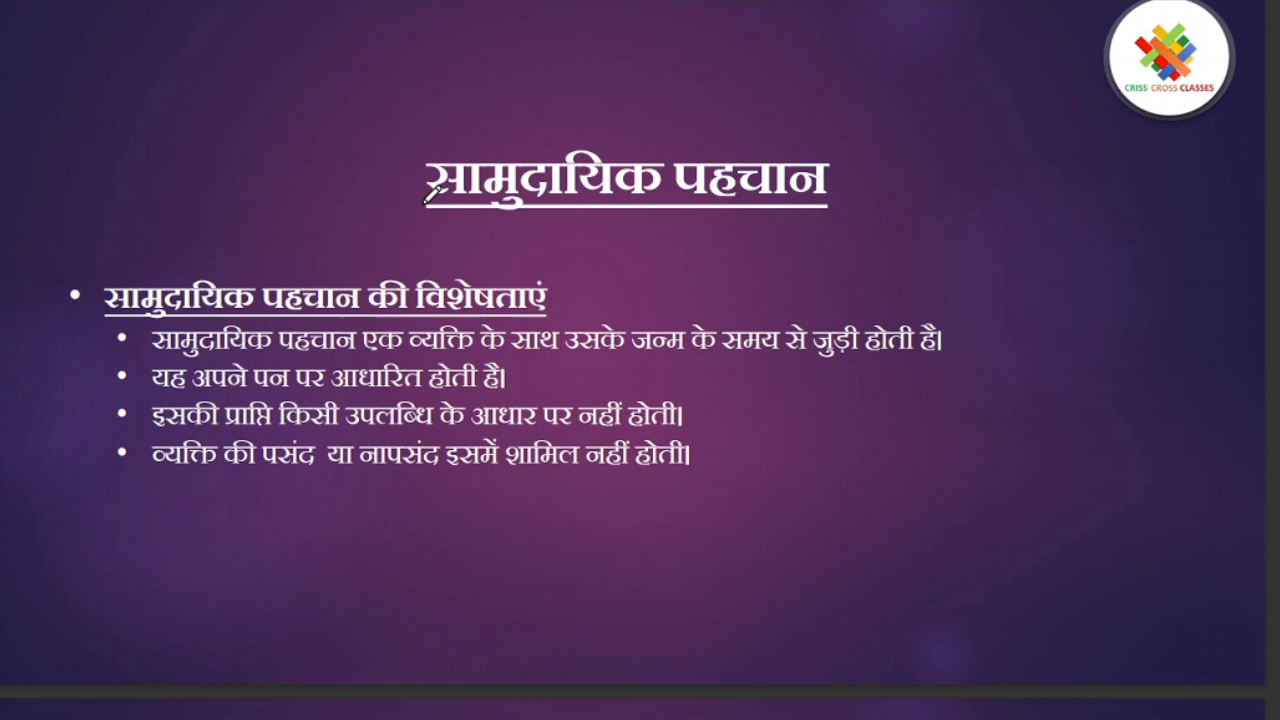 CRISS CROSS CLASSES
सामुदायिक पहचान
• सामुदायिक पहचान की विशेषताएं
• सामुदायिक पहचान एक व्यक्ति के साथ उसके जन्म के समय से जुड़ी होती है।
• यह अपने पन पर आधारित होती है।
• इसकी प्राप्ति किसी उपलब्धि के आधार पर नहीं होती।
• व्यक्ति की पसंद या नापसंद इसमें शामिल नहीं होती।